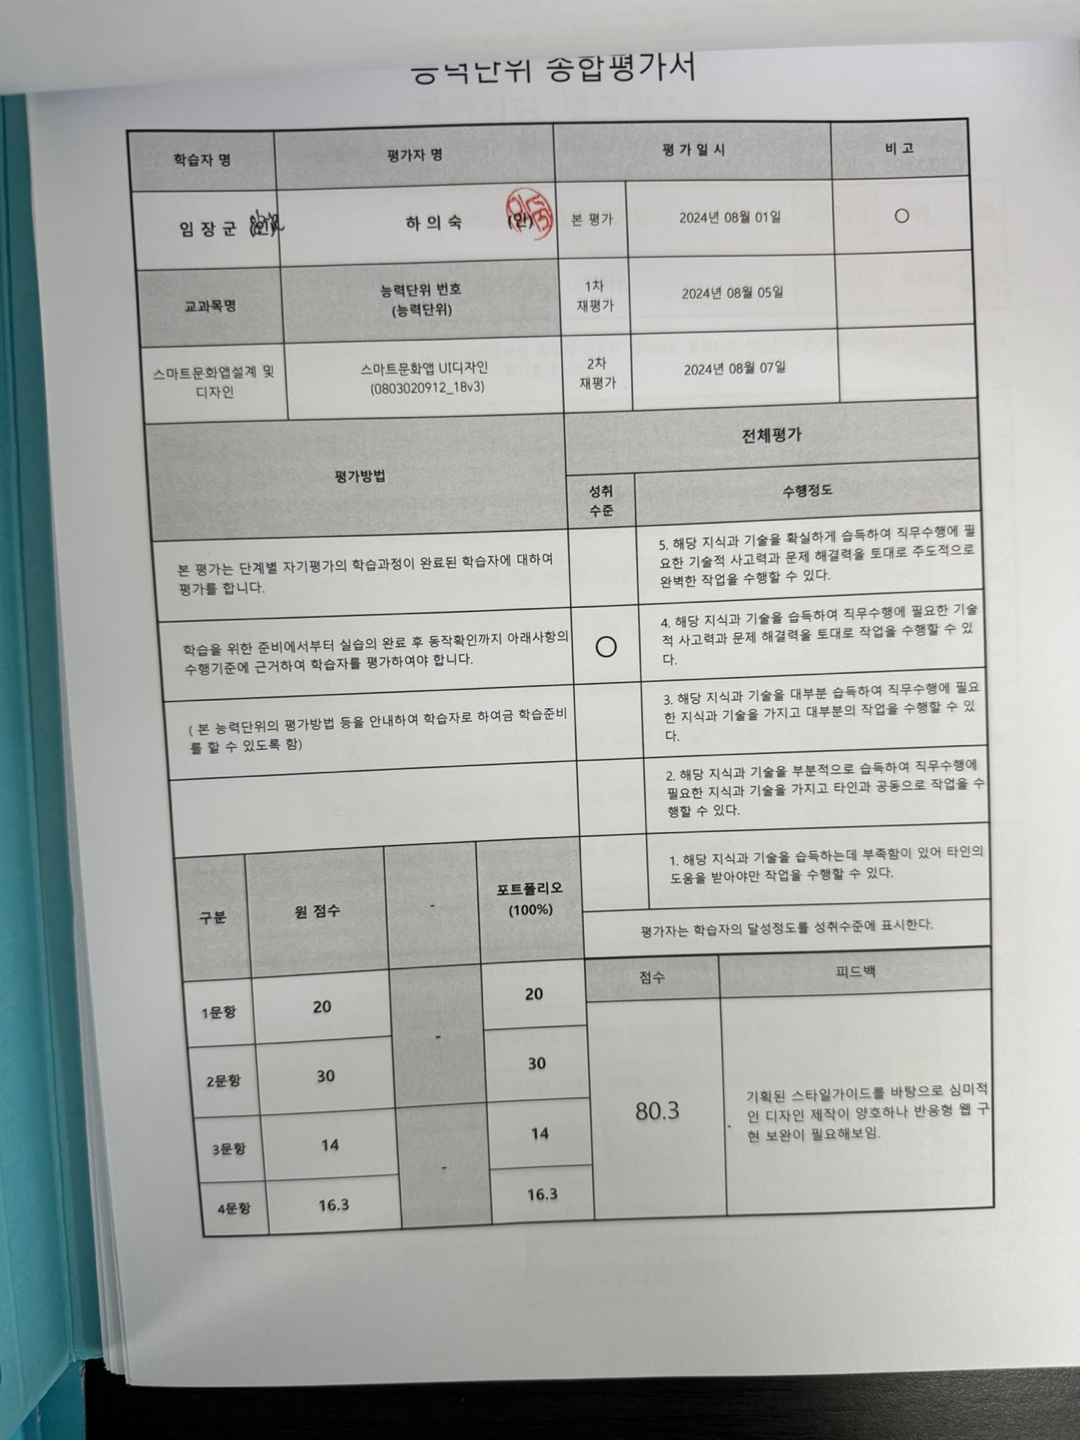 능력단위 종합평가서
학습자 명
평가자 명
평 가 일 시
비 고
임 장 군 (인)
하 의 숙 (인)
본 평가
2024년 08월 01일
○
교과목명
능력단위 번호
(능력단위)
1차
재평가
2024년 08월 05일
스마트문화앱설계 및
디자인
스마트문화앱 UI디자인
(0803020912_18v3)
2차
재평가
2024년 08월 07일
평가방법
전체평가
성취
수준
수행정도
본 평가는 단계별 자기평가의 학습과정이 완료된 학습자에 대하여
평가를 합니다.
5. 해당 지식과 기술을 확실하게 습득하여 직무수행에 필
요한 기술적 사고력과 문제 해결력을 토대로 주도적으로
완벽한 작업을 수행할 수 있다.
학습을 위한 준비에서부터 실습의 완료 후 동작확인까지 아래사항의
수행기준에 근거하여 학습자를 평가하여야 합니다.
○
4. 해당 지식과 기술을 습득하여 직무수행에 필요한 기술
적 사고력과 문제 해결력을 토대로 작업을 수행할 수 있
다.
( 본 능력단위의 평가방법 등을 안내하여 학습자로 하여금 학습준비
를 할 수 있도록 함)
3. 해당 지식과 기술을 대부분 습득하여 직무수행에 필요
한 지식과 기술을 가지고 대부분의 작업을 수행할 수 있
다.
2. 해당 지식과 기술을 부분적으로 습득하여 직무수행에
필요한 지식과 기술을 가지고 타인과 공동으로 작업을 수
행할 수 있다.
1. 해당 지식과 기술을 습득하는데 부족함이 있어 타인의
도움을 받아야만 작업을 수행할 수 있다.
평가자는 학습자의 달성정도를 성취수준에 표시한다.
구분
원 점수
-
포트폴리오
(100%)
점수
피드백
1문항
20
-
20
2문항
30
30
3문항
14
-
14
4문항
16.3
16.3
80.3
기획된 스타일가이드를 바탕으로 심미적
인 디자인 제작이 양호하나 반응형 웹 구
현 보완이 필요해보임.